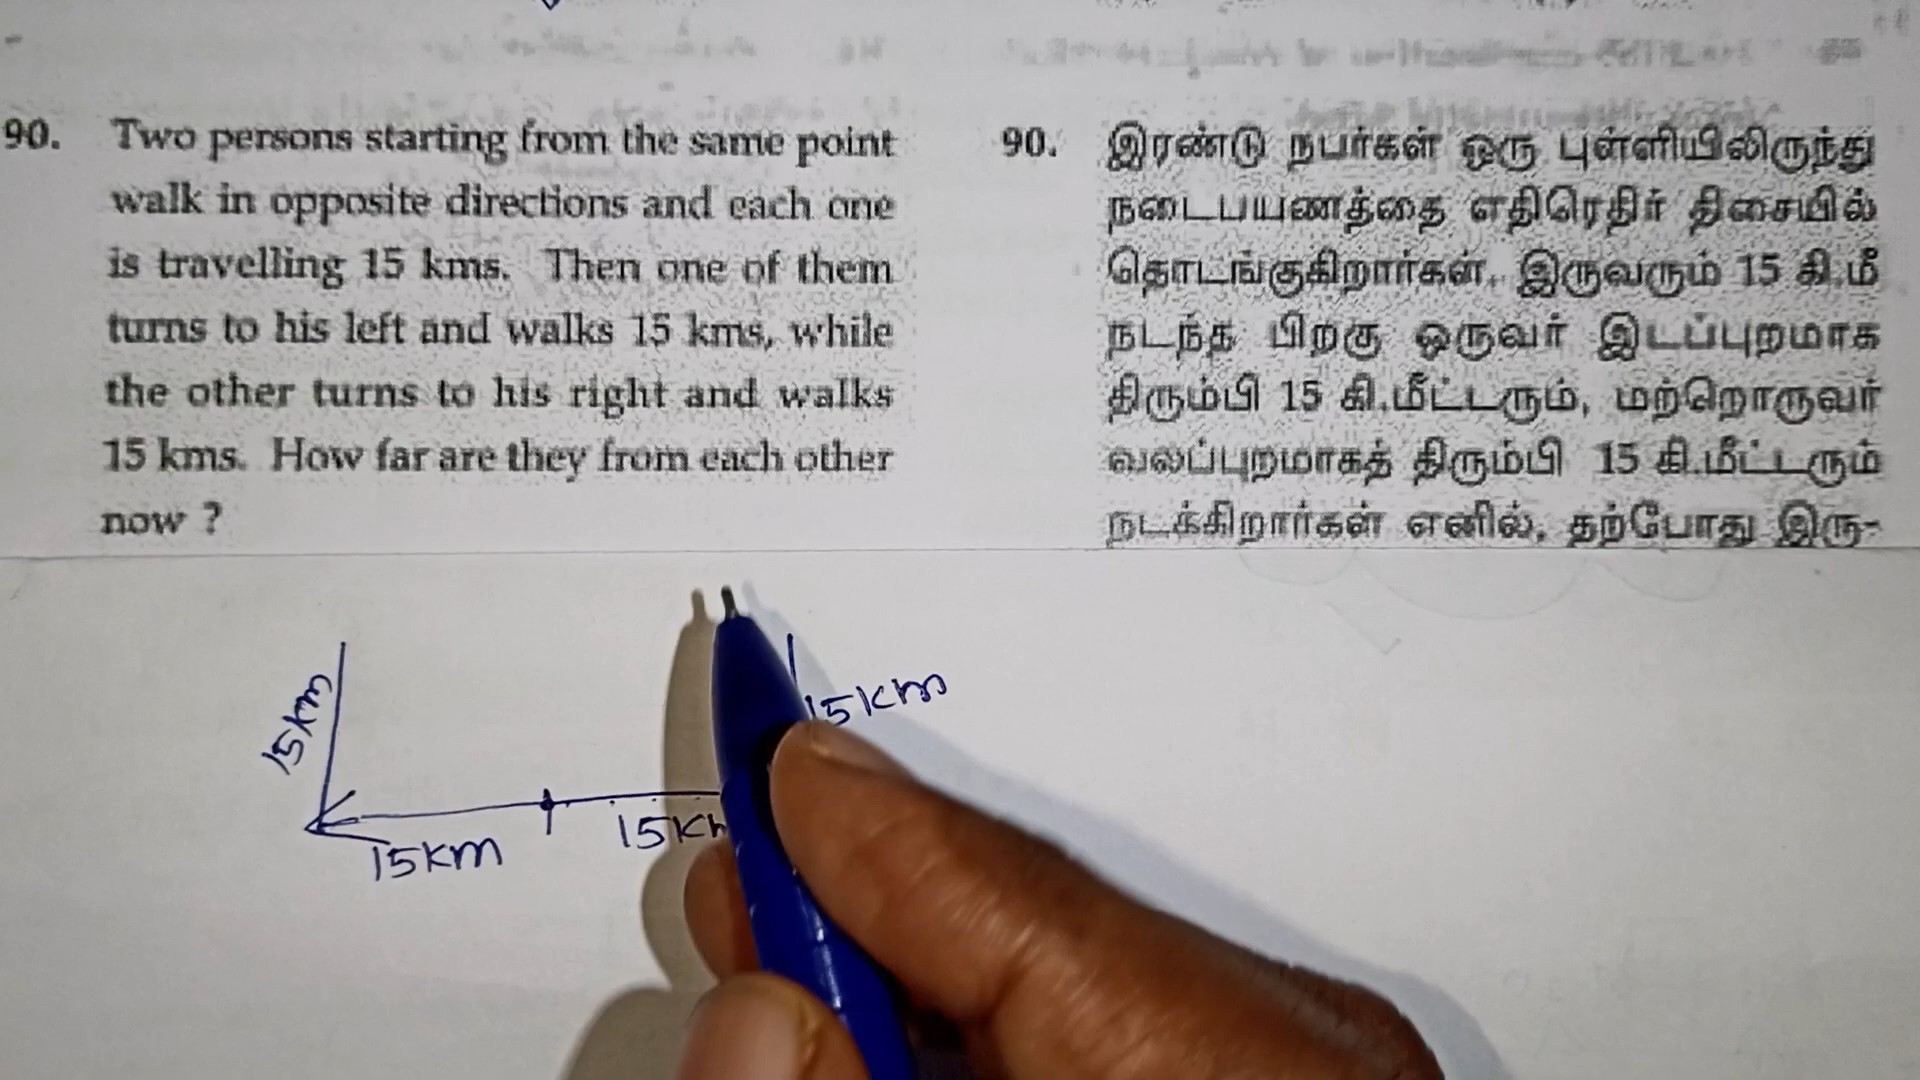 90. Two persons starting from the same point
walk in opposite directions and each one
is travelling 15 kms. Then one of them
turns to his left and walks 15 kms, while
the other turns to his right and walks
15 kms. How far are they from each other
now ?
90. இரண்டு நபர்கள் ஒரு புள்ளியிலிருந்து
நடைபயணத்தை எதிரெதிர் திசையில்
தொடங்குகிறார்கள். இருவரும் 15 கி.மீ
நடந்த பிறகு ஒருவர் இடப்புறமாக
திரும்பி 15 கி.மீட்டரும், மற்றொருவர்
வலப்புறமாகத் திரும்பி 15 கி.மீட்டரும்
நடக்கிறார்கள் எனில், தற்போது இரு-
15km
15km
15km
15k